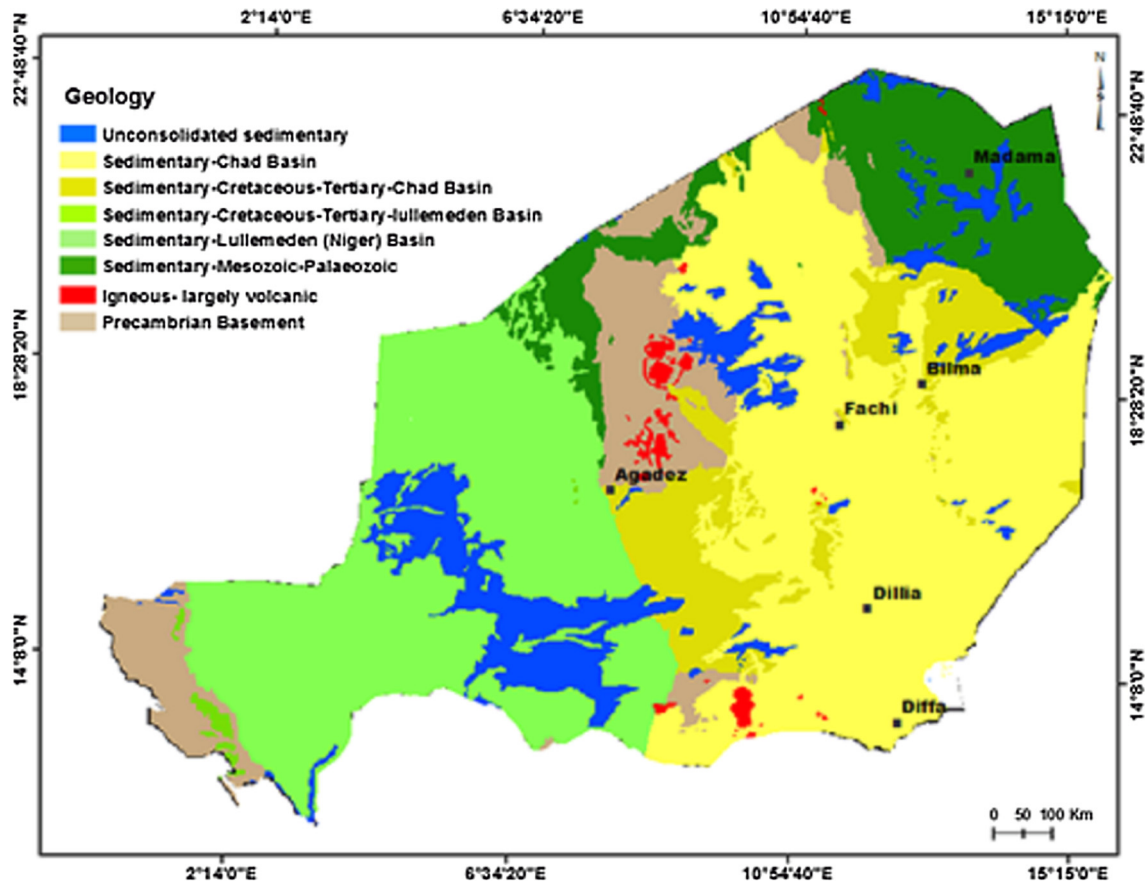 2°14'0"E 6°34'20"E 10°54'40"E 15°15'0"E
22°48'40"N
22°48'40"N
N
Geology
Unconsolidated sedimentary
Sedimentary-Chad Basin
Sedimentary-Cretaceous-Tertiary-Chad Basin
Sedimentary-Cretaceous-Tertiary-Iullemeden Basin
Sedimentary-Lullemeden (Niger) Basin
Sedimentary-Mesozoic-Palaeozoic
Igneous- largely volcanic
Precambrian Basement
Madama
18°28'20"N
18°28'20"N
Bilma
Fachi
Agadez
Dillia
14°8'0"N
14°8'0"N
Diffa
0 50 100 Km
2°14'0"E 6°34'20"E 10°54'40"E 15°15'0"E